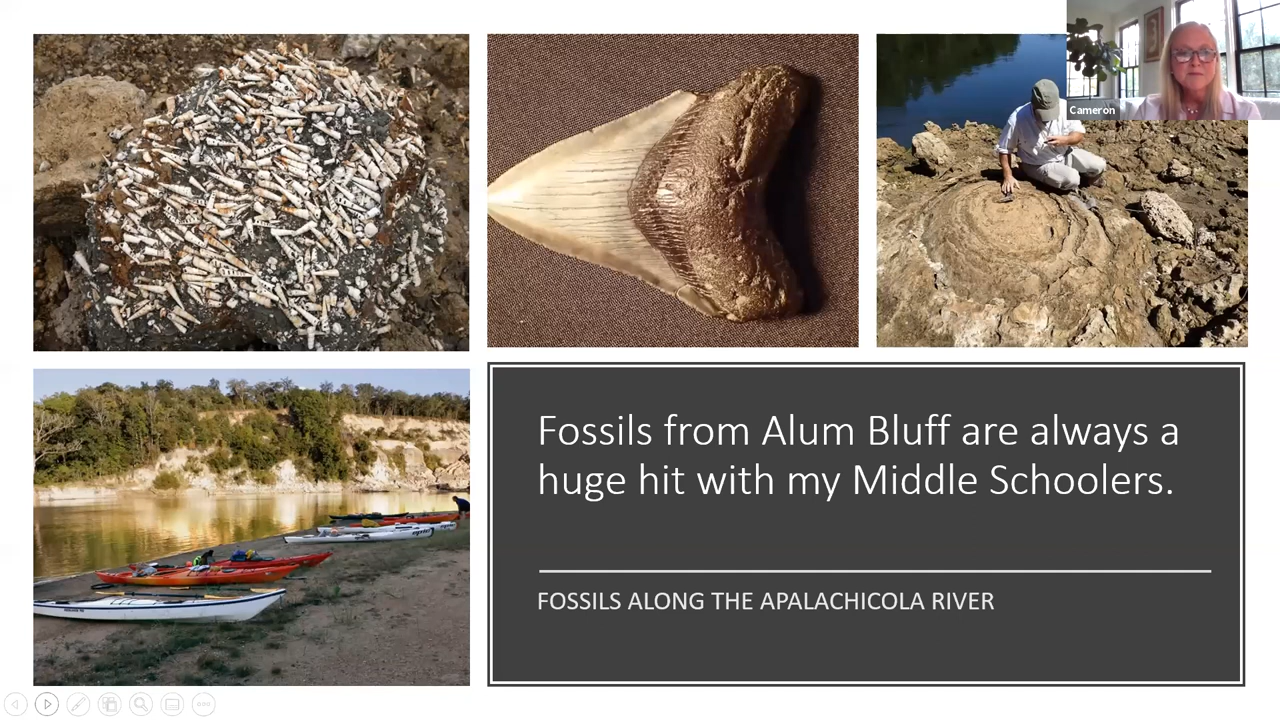 Cameron
Fossils from Alum Bluff are always a
huge hit with my Middle Schoolers.
FOSSILS ALONG THE APALACHICOLA RIVER